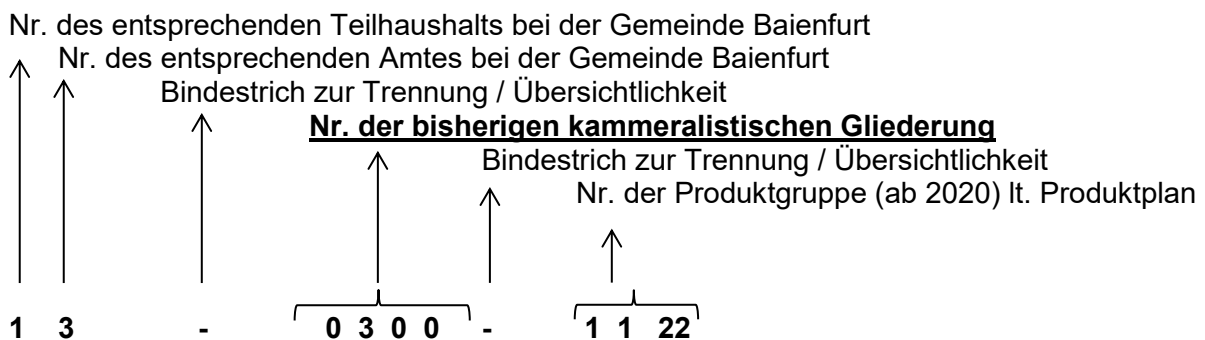 Nr. des entsprechenden Teilhaushalts bei der Gemeinde Baienfurt
Nr. des entsprechenden Amtes bei der Gemeinde Baienfurt
Bindestrich zur Trennung / Übersichtlichkeit
Nr. der bisherigen kammeralistischen Gliederung
Bindestrich zur Trennung / Übersichtlichkeit
Nr. der Produktgruppe (ab 2020) lt. Produktplan
1 3 - 0 3 0 0 - 1 1 22